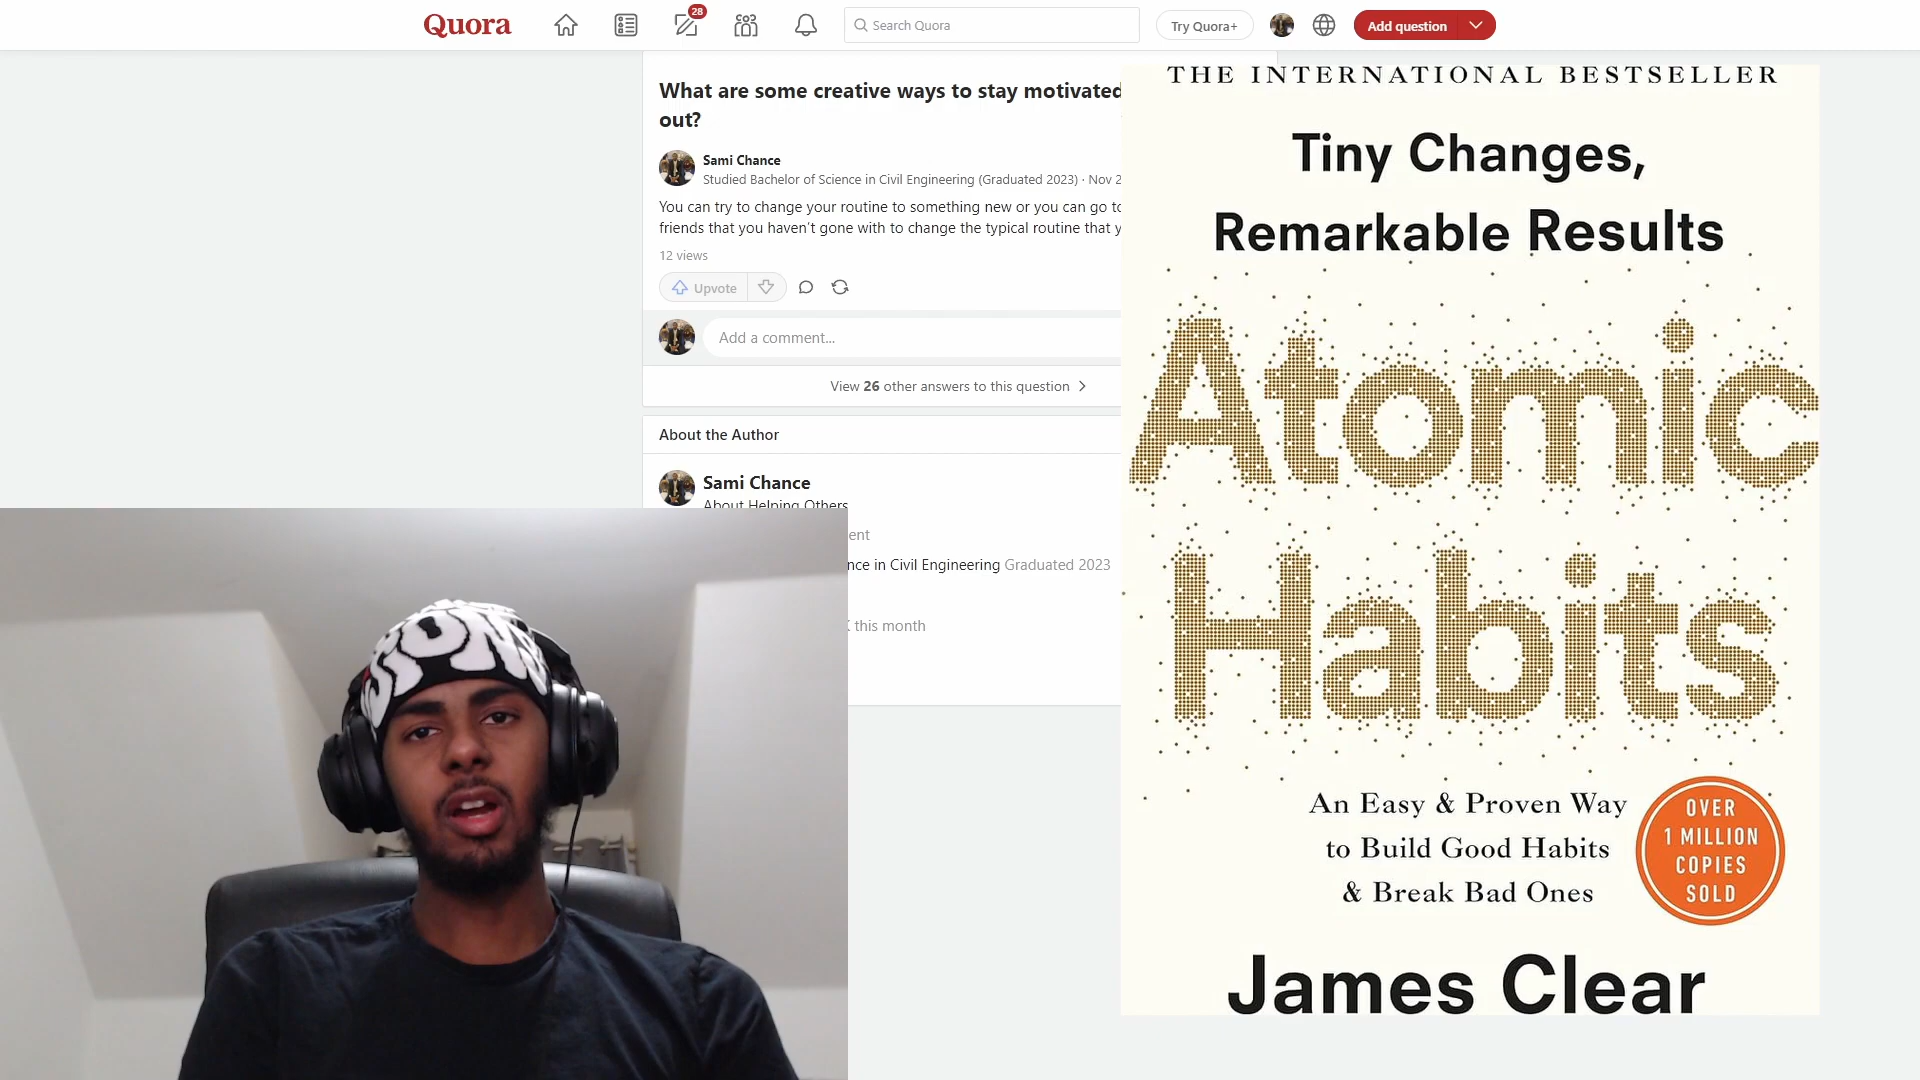 Quora
28
Search Quora
Try Quora+
Add question
What are some creative ways to stay motivated
out?
Sami Chance
Studied Bachelor of Science in Civil Engineering (Graduated 2023) · Nov 2
You can try to change your routine to something new or you can go to
friends that you haven't gone with to change the typical routine that y
12 views
Upvote
Add a comment...
View 26 other answers to this question
About the Author
Sami Chance
About Helping Others
ent
nce in Civil Engineering Graduated 2023
this month
THE INTERNATIONAL BESTSELLER
Tiny Changes,
Remarkable Results
Atomic
Habits
An Easy & Proven Way
to Build Good Habits
& Break Bad Ones
OVER
1 MILLION
COPIES
SOLD
James Clear